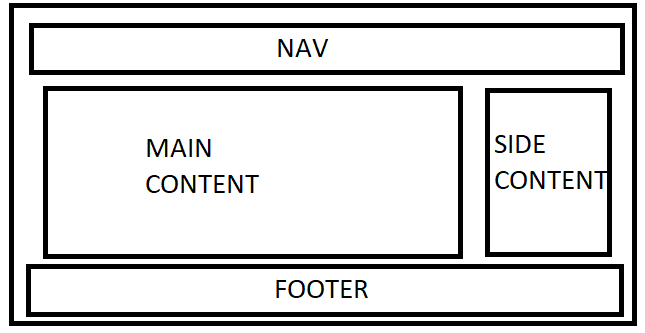 NAV
MAIN
CONTENT
SIDE
CONTENT
FOOTER